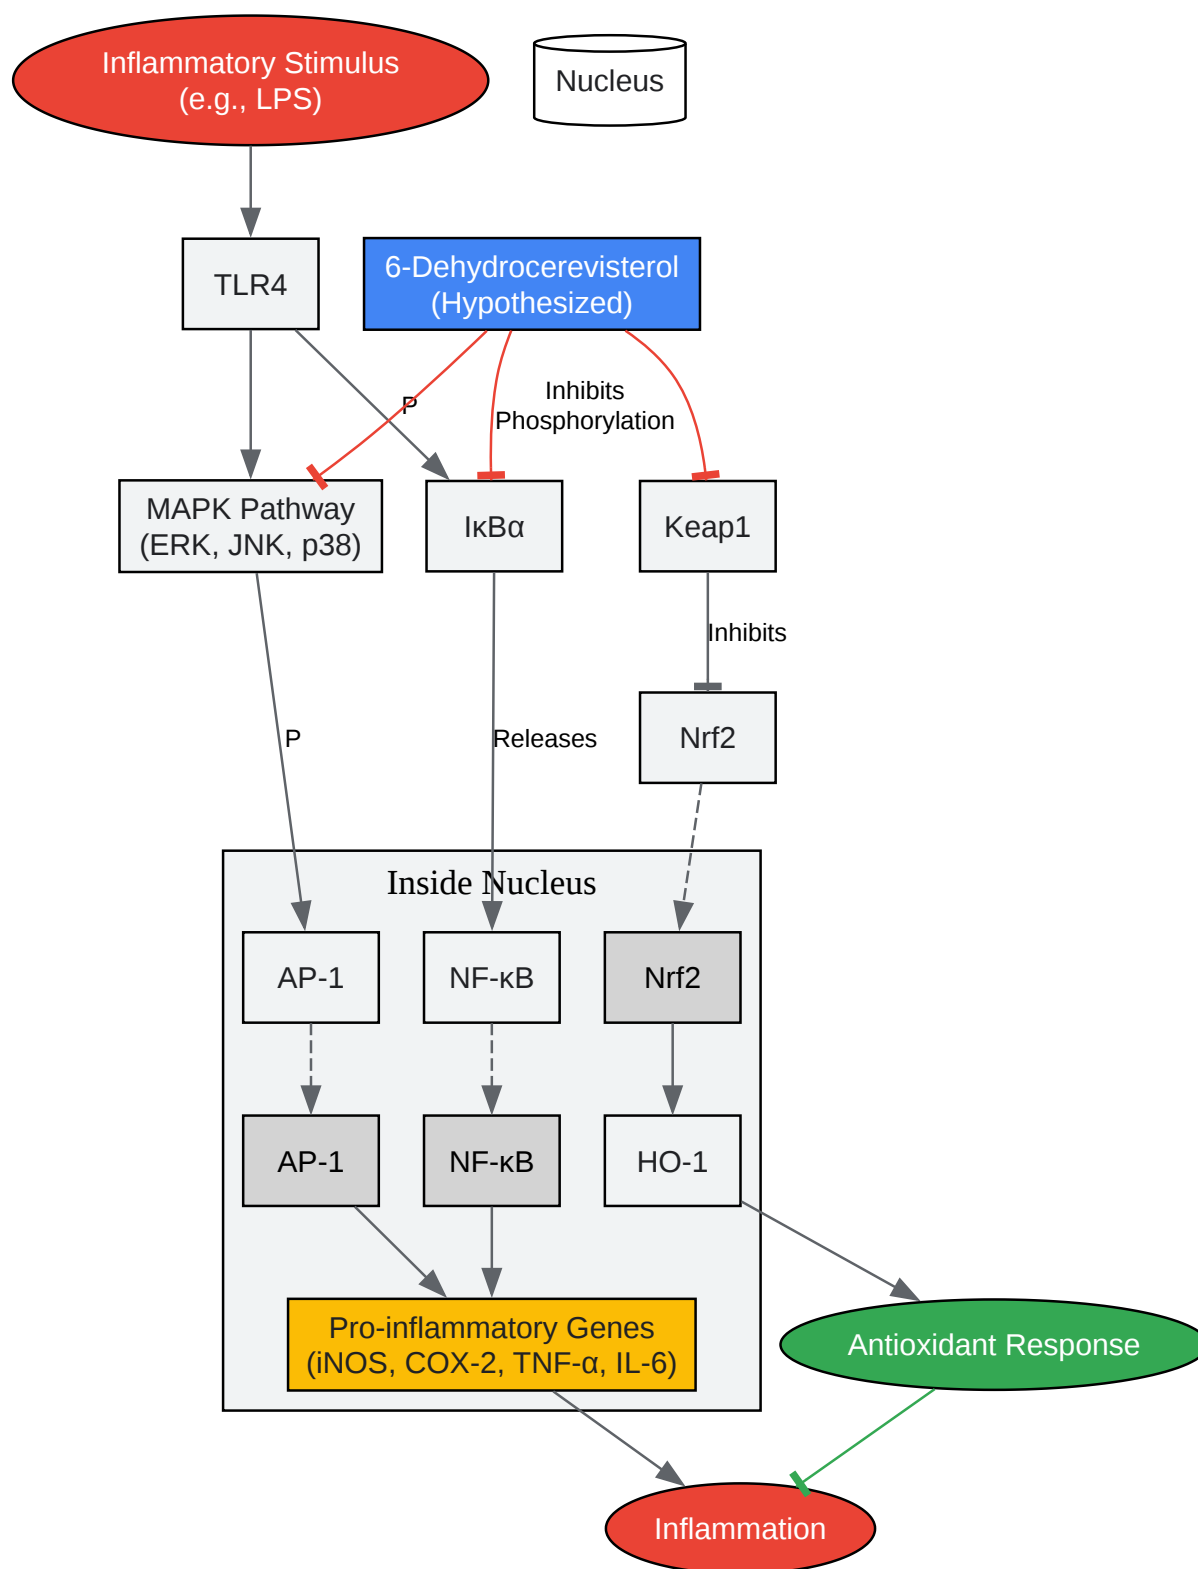 Inflammatory Stimulus
(e.g., LPS)
Nucleus
TLR4
6-Dehydrocerevisterol
(Hypothesized)
P
Inhibits
Phosphorylation
MAPK Pathway
(ERK, JNK, p38)
IκBα
Keap1
Inhibits
P
Releases
Nrf2
Inside Nucleus
AP-1
NF-κB
Nrf2
AP-1
NF-κB
HO-1
Pro-inflammatory Genes
(iNOS, COX-2, TNF-α, IL-6)
Antioxidant Response
Inflammation